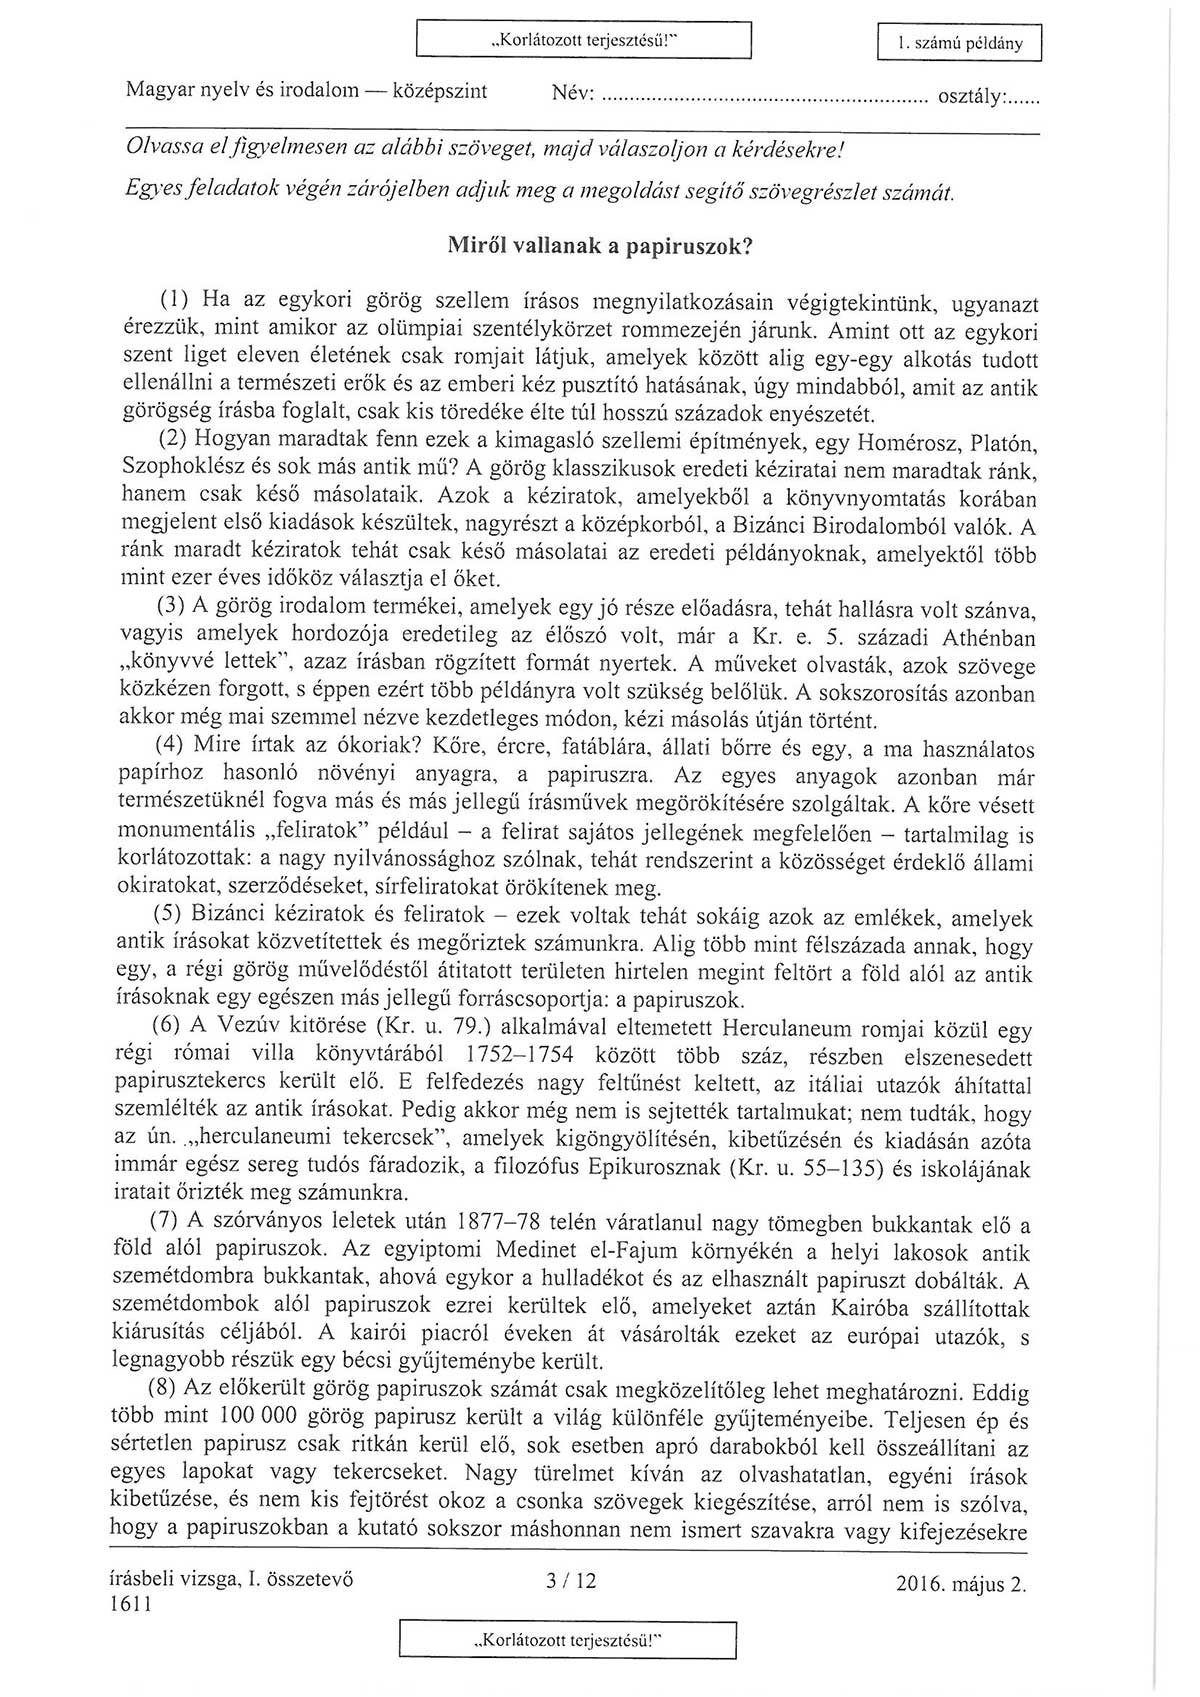 „Korlátozott terjesztésű!”
1. számú példány
Magyar nyelv és irodalom — középszint Név: ............................................................ osztály:......
Olvassa el figyelmesen az alábbi szöveget, majd válaszoljon a kérdésekre!
Egyes feladatok végén zárójelben adjuk meg a megoldást segítő szövegrészlet számát.
Miről vallanak a papiruszok?
(1) Ha az egykori görög szellem írásos megnyilatkozásain végigtekintünk, ugyanazt
érezzük, mint amikor az olümpiai szentélykörzet rommezején járunk. Amint ott az egykori
szent liget eleven életének csak romjait látjuk, amelyek között alig egy-egy alkotás tudott
ellenállni a természeti erők és az emberi kéz pusztító hatásának, úgy mindabból, amit az antik
görögség írásba foglalt, csak kis töredéke élte túl hosszú századok enyészetét.
(2) Hogyan maradtak fenn ezek a kimagasló szellemi építmények, egy Homérosz, Platón,
Szophoklész és sok más antik mű? A görög klasszikusok eredeti kéziratai nem maradtak ránk,
hanem csak késő másolataik. Azok a kéziratok, amelyekből a könyvnyomtatás korában
megjelent első kiadások készültek, nagyrészt a középkorból, a Bizánci Birodalomból valók. A
ránk maradt kéziratok tehát csak késő másolatai az eredeti példányoknak, amelyektől több
mint ezer éves időköz választja el őket.
(3) A görög irodalom termékei, amelyek egy jó része előadásra, tehát hallásra volt szánva,
vagyis amelyek hordozója eredetileg az élőszó volt, már a Kr. e. 5. századi Athénban
„könyvvé lettek”, azaz írásban rögzített formát nyertek. A műveket olvasták, azok szövege
közkézen forgott, s éppen ezért több példányra volt szükség belőlük. A sokszorosítás azonban
akkor még mai szemmel nézve kezdetleges módon, kézi másolás útján történt.
(4) Mire írtak az ókoriak? Kőre, ércre, fatáblára, állati bőrre és egy, a ma használatos
papírhoz hasonló növényi anyagra, a papiruszra. Az egyes anyagok azonban már
természetüknél fogva más és más jellegű írásművek megörökítésére szolgáltak. A kőre vésett
monumentális „feliratok” például – a felirat sajátos jellegének megfelelően – tartalmilag is
korlátozottak: a nagy nyilvánossághoz szólnak, tehát rendszerint a közösséget érdeklő állami
okiratokat, szerződéseket, sírfeliratokat örökítenek meg.
(5) Bizánci kéziratok és feliratok – ezek voltak tehát sokáig azok az emlékek, amelyek
antik írásokat közvetítettek és megőriztek számunkra. Alig több mint félszázada annak, hogy
egy, a régi görög művelődéstől átitatott területen hirtelen megint feltört a föld alól az antik
írásoknak egy egészen más jellegű forráscsoportja: a papiruszok.
(6) A Vezúv kitörése (Kr. u. 79.) alkalmával eltemetett Herculaneum romjai közül egy
régi római villa könyvtárából 1752–1754 között több száz, részben elszenesedett
papirusztekercs került elő. E felfedezés nagy feltűnést keltett, az itáliai utazók áhítattal
szemlélték az antik írásokat. Pedig akkor még nem is sejtették tartalmukat; nem tudták, hogy
az ún. „herculaneumi tekercsek”, amelyek kigöngyölítésén, kibetűzésén és kiadásán azóta
immár egész sereg tudós fáradozik, a filozófus Epikurosznak (Kr. u. 55–135) és iskolájának
iratait őrizték meg számunkra.
(7) A szórványos leletek után 1877–78 telén váratlanul nagy tömegben bukkantak elő a
föld alól papiruszok. Az egyiptomi Medinet el-Fajum környékén a helyi lakosok antik
szemétdombra bukkantak, ahová egykor a hulladékot és az elhasznált papiruszt dobálták. A
szemétdombok alól papiruszok ezrei kerültek elő, amelyeket aztán Kairóba szállítottak
kiárusítás céljából. A kairói piacról éveken át vásárolták ezeket az európai utazók, s
legnagyobb részük egy bécsi gyűjteménybe került.
(8) Az előkerült görög papiruszok számát csak megközelítőleg lehet meghatározni. Eddig
több mint 100 000 görög papirusz került a világ különféle gyűjteményeibe. Teljesen ép és
sértetlen papirusz csak ritkán kerül elő, sok esetben apró darabokból kell összeállítani az
egyes lapokat vagy tekercseket. Nagy türelmet kíván az olvashatatlan, egyéni írások
kibetűzése, és nem kis fejtörést okoz a csonka szövegek kiegészítése, arról nem is szólva,
hogy a papiruszokban a kutató sokszor máshonnan nem ismert szavakra vagy kifejezésekre
írásbeli vizsga, I. összetevő 3 / 12 2016. május 2.
1611
„Korlátozott terjesztésű!”